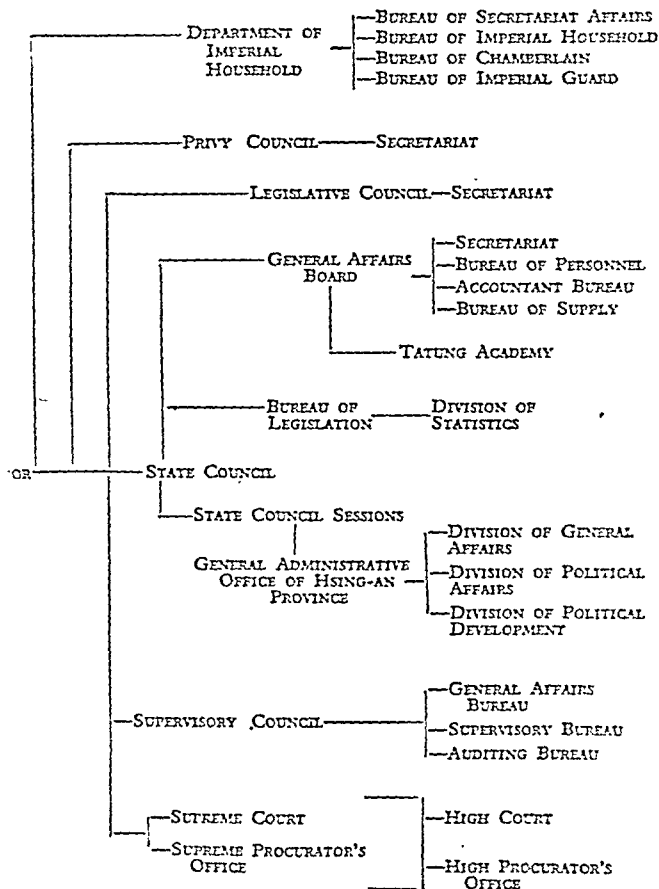 DEPARTMENT OF
IMPERIAL
HOUSEHOLD
BUREAU OF SECRETARIAT AFFAIRS
BUREAU OF IMPERIAL HOUSEHOLD
BUREAU OF CHAMBERLAIN
BUREAU OF IMPERIAL GUARD
PRIVY COUNCIL
SECRETARIAT
LEGISLATIVE COUNCIL
SECRETARIAT
GENERAL AFFAIRS
BOARD
SECRETARIAT
BUREAU OF PERSONNEL
ACCOUNTANT BUREAU
BUREAU OF SUPPLY
TATUNG ACADEMY
BUREAU OF
LEGISLATION
DIVISION OF
STATISTICS
OR
STATE COUNCIL
STATE COUNCIL SESSIONS
GENERAL ADMINISTRATIVE
OFFICE OF HSING-AN
PROVINCE
DIVISION OF GENERAL
AFFAIRS
DIVISION OF POLITICAL
AFFAIRS
DIVISION OF POLITICAL
DEVELOPMENT
SUPERVISORY COUNCIL
GENERAL AFFAIRS
BUREAU
SUPERVISORY BUREAU
AUDITING BUREAU
SUTREME COURT
SUPREME PROCURATOR'S
OFFICE
HIGH COURT
HIGH PROCURATOR'S
OFFICE